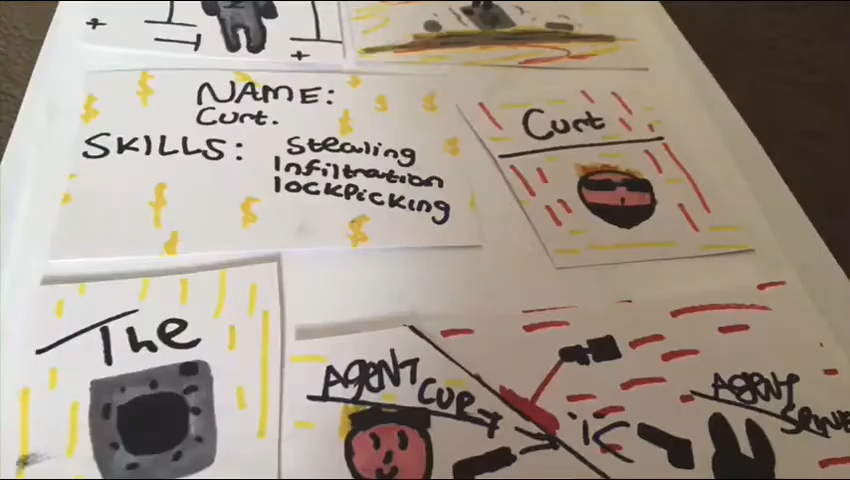 NAME:
Curt.
SKILLS: Stealing
Infiltration
lockpicking
Curt
The
AGENT
CURT
AGENT